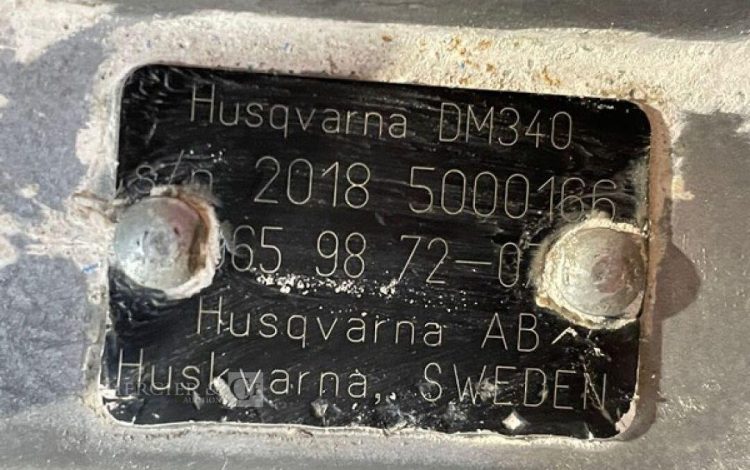 Husqvarna DM340
s/n 2018 5000166
65 98 72-0
Husqvarna AB
Huskvarna, SWEDEN